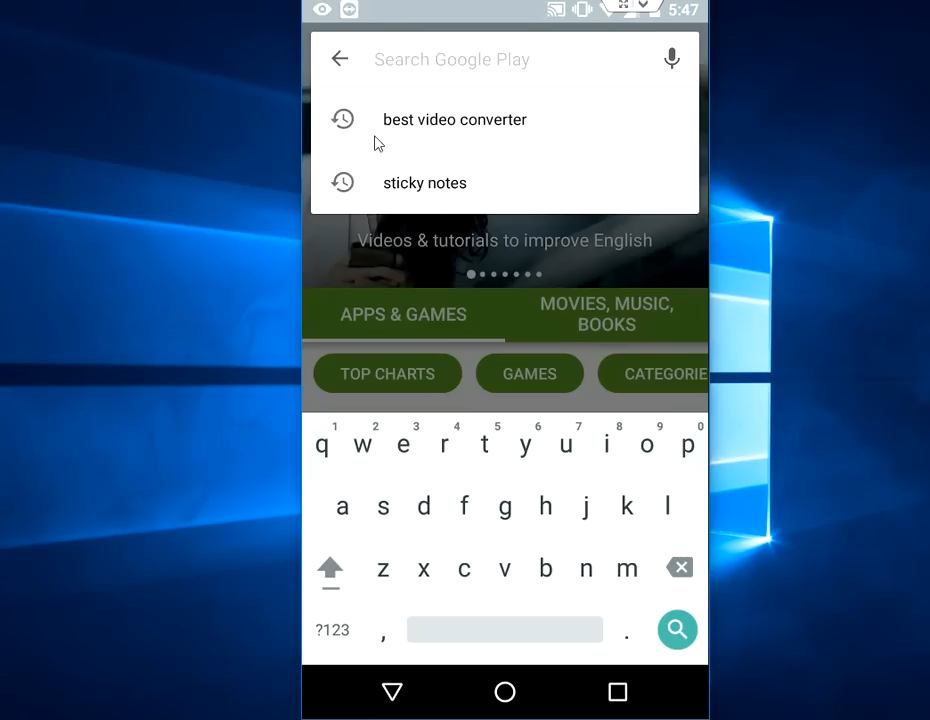 5:47
Search Google Play
best video converter
sticky notes
Videos & tutorials to improve English
APPS & GAMES
MOVIES, MUSIC,
BOOKS
TOP CHARTS
GAMES
CATEGORIE
1 2 3 4 5 6 7 8 9 0
q w e r t y u i o p
a s d f g h j k l
z x c v b n m
?123 , .